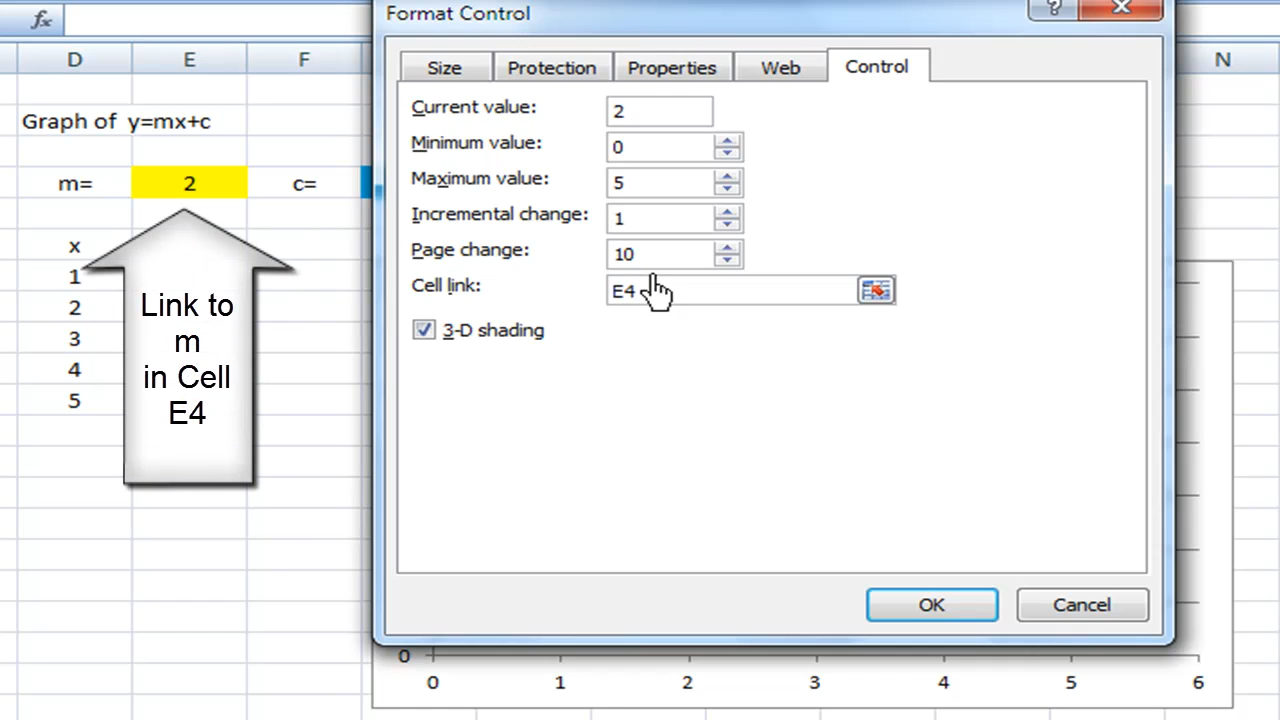 fx
Format Control
?
D E F N
Size Protection Properties Web Control
Current value: 2
Graph of y=mx+c
Minimum value: 0
m= 2 c=
Maximum value: 5
Incremental change: 1
x
Page change: 10
1
Cell link: E4
2
3-D shading
3
4
5
Link to
m
in Cell
E4
OK Cancel
0
0 1 2 3 4 5 6